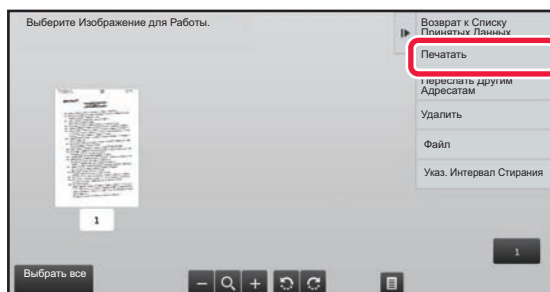 Выберите Изображение для Работы.
Возврат к Списку
Принятых Данных
Печатать
Переслать Другим
Адресатам
Удалить
Файл
Указ. Интервал Стирания
1
1
Выбрать все